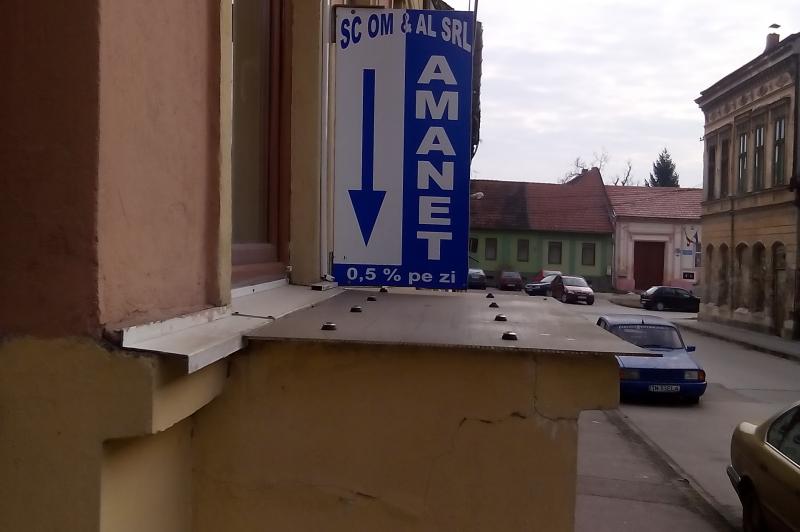 SC OM & AL SRL
AMANET
0,5 % pe zi